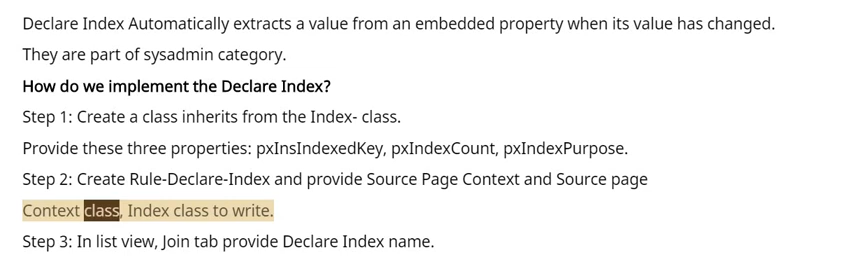 Declare Index Automatically extracts a value from an embedded property when its value has changed.
They are part of sysadmin category.
How do we implement the Declare Index?
Step 1: Create a class inherits from the Index- class.
Provide these three properties: pxInsIndexedKey, pxIndexCount, pxIndexPurpose.
Step 2: Create Rule-Declare-Index and provide Source Page Context and Source page
Context class, Index class to write.
Step 3: In list view, Join tab provide Declare Index name.